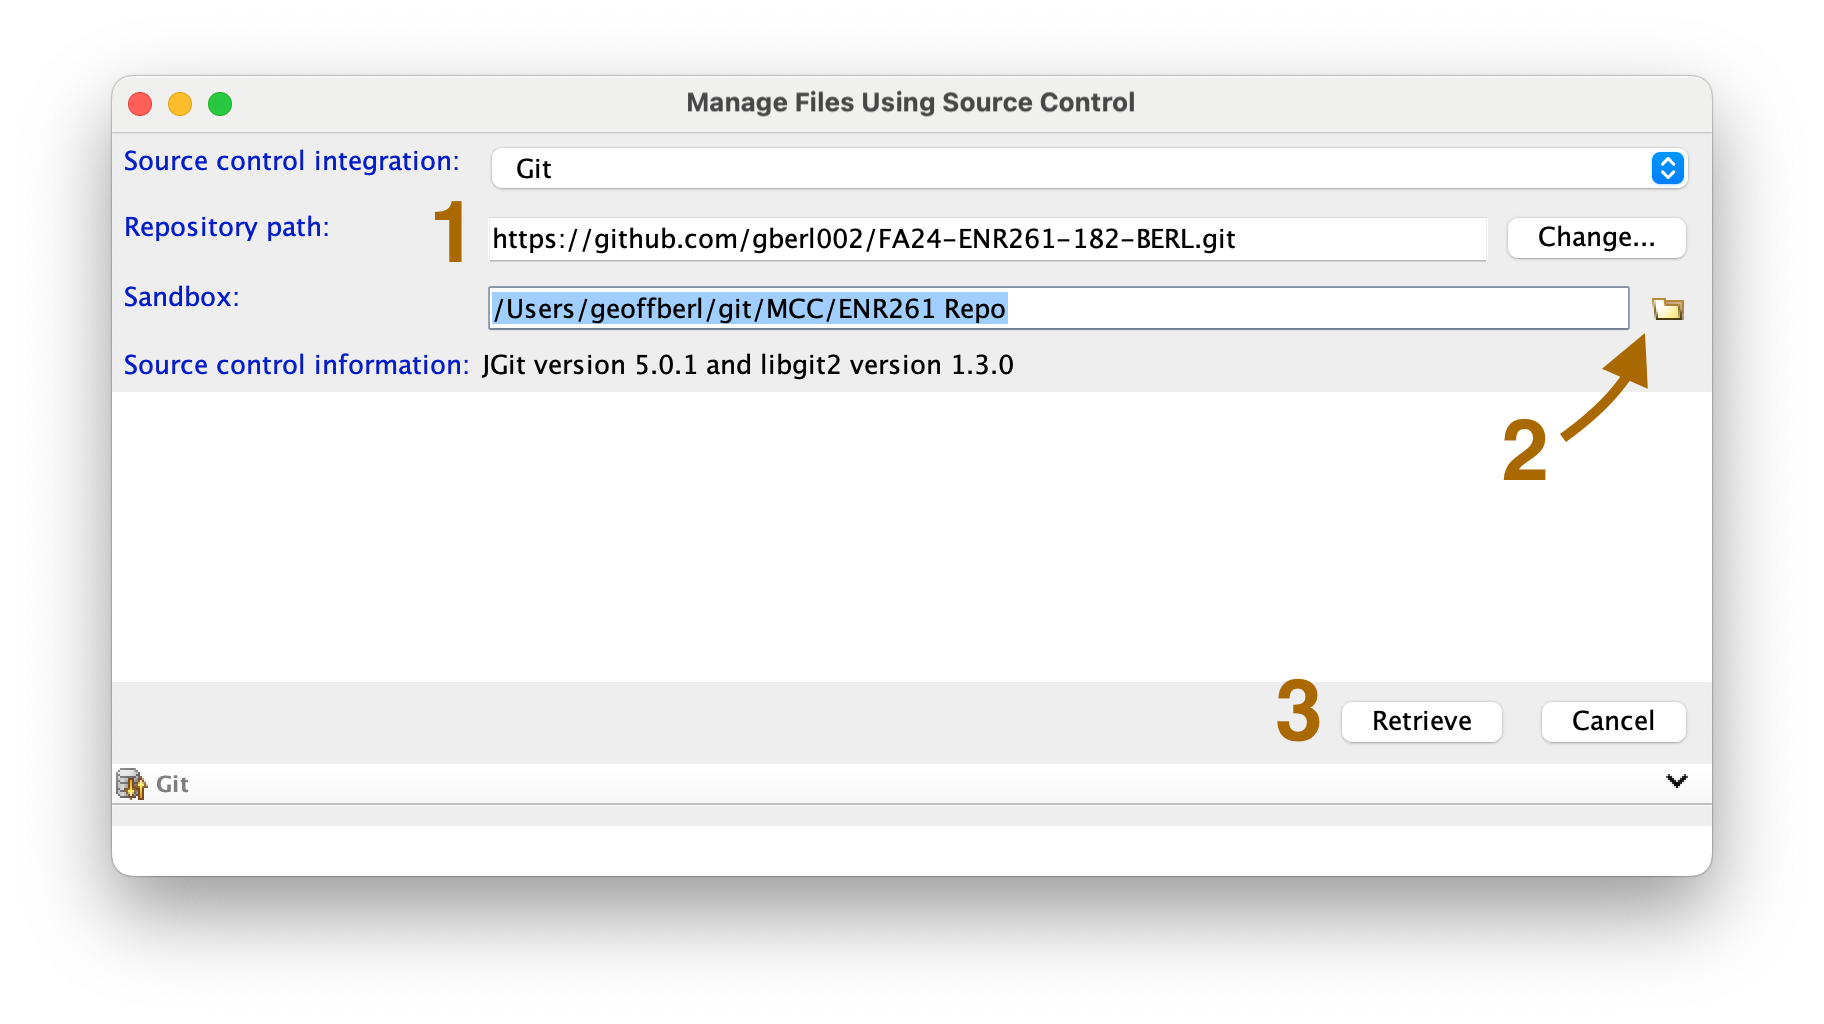 Manage Files Using Source Control
Source control integration: Git
Repository path: 1 https://github.com/gberl002/FA24-ENR261-182-BERL.git Change...
Sandbox: /Users/geoffberl/git/MCC/ENR261 Repo
Source control information: JGit version 5.0.1 and libgit2 version 1.3.0
2
3 Retrieve Cancel
Git